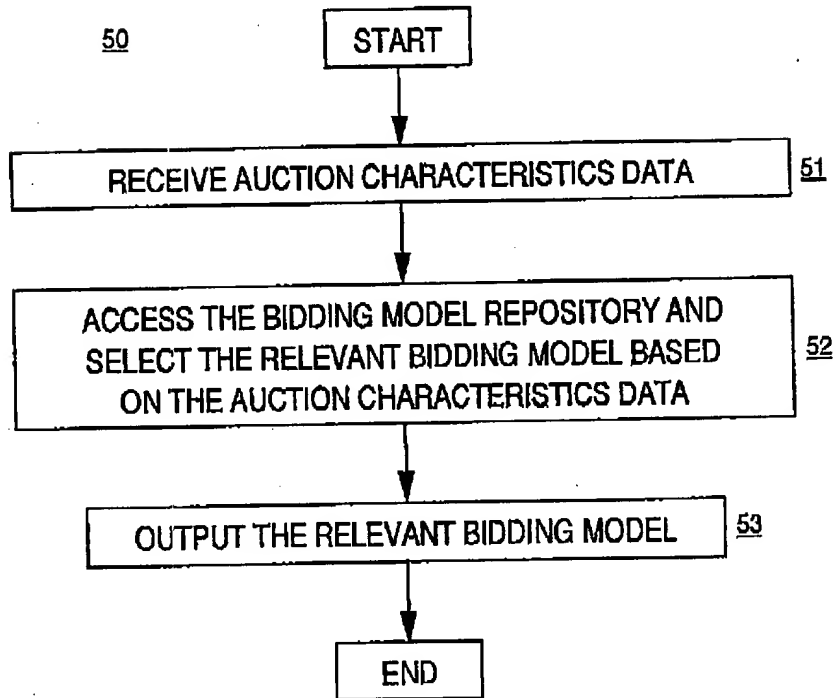 50
START
RECEIVE AUCTION CHARACTERISTICS DATA
51
ACCESS THE BIDDING MODEL REPOSITORY AND
SELECT THE RELEVANT BIDDING MODEL BASED
ON THE AUCTION CHARACTERISTICS DATA
52
OUTPUT THE RELEVANT BIDDING MODEL
53
END